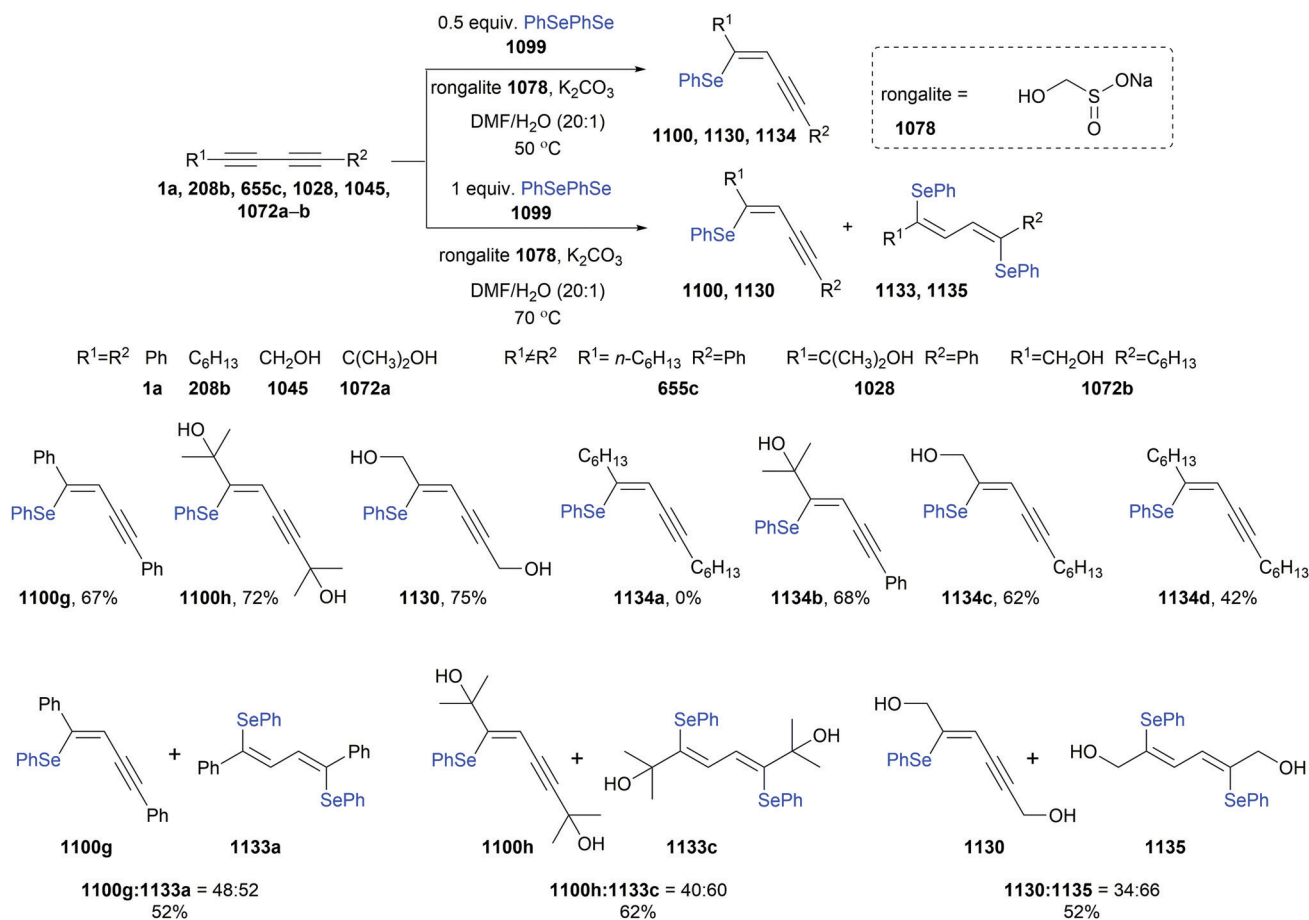 0.5 equiv. PhSePhSe
1099
rongalite 1078, K₂CO₃
DMF/H₂O (20:1)
50 °C
R¹
PhSe
R²
1100, 1130, 1134
rongalite =
1078
HO
S
ONa
O
R¹
R²
1a, 208b, 655c, 1028, 1045,
1072a–b
1 equiv. PhSePhSe
1099
rongalite 1078, K₂CO₃
DMF/H₂O (20:1)
70 °C
R¹
PhSe
R²
1100, 1130
+
SePh
R¹
R²
SePh
1133, 1135
R¹=R² Ph C₆H₁₃ CH₂OH C(CH₃)₂OH R¹≠R² R¹= n-C₆H₁₃ R²=Ph R¹=C(CH₃)₂OH R²=Ph R¹=CH₂OH R²=C₆H₁₃
1a 208b 1045 1072a 655c 1028 1072b
Ph
PhSe
Ph
1100g, 67%
HO
PhSe
OH
1100h, 72%
HO
PhSe
OH
1130, 75%
C₆H₁₃
PhSe
C₆H₁₃
1134a, 0%
HO
PhSe
Ph
1134b, 68%
HO
PhSe
C₆H₁₃
1134c, 62%
C₆H₁₃
PhSe
C₆H₁₃
1134d, 42%
Ph
PhSe
Ph
1100g
+
SePh
Ph
Ph
SePh
1133a
1100g:1133a = 48:52
52%
HO
PhSe
OH
1100h
+
SePh
HO
OH
SePh
1133c
1100h:1133c = 40:60
62%
HO
PhSe
OH
1130
+
SePh
HO
OH
SePh
1135
1130:1135 = 34:66
52%